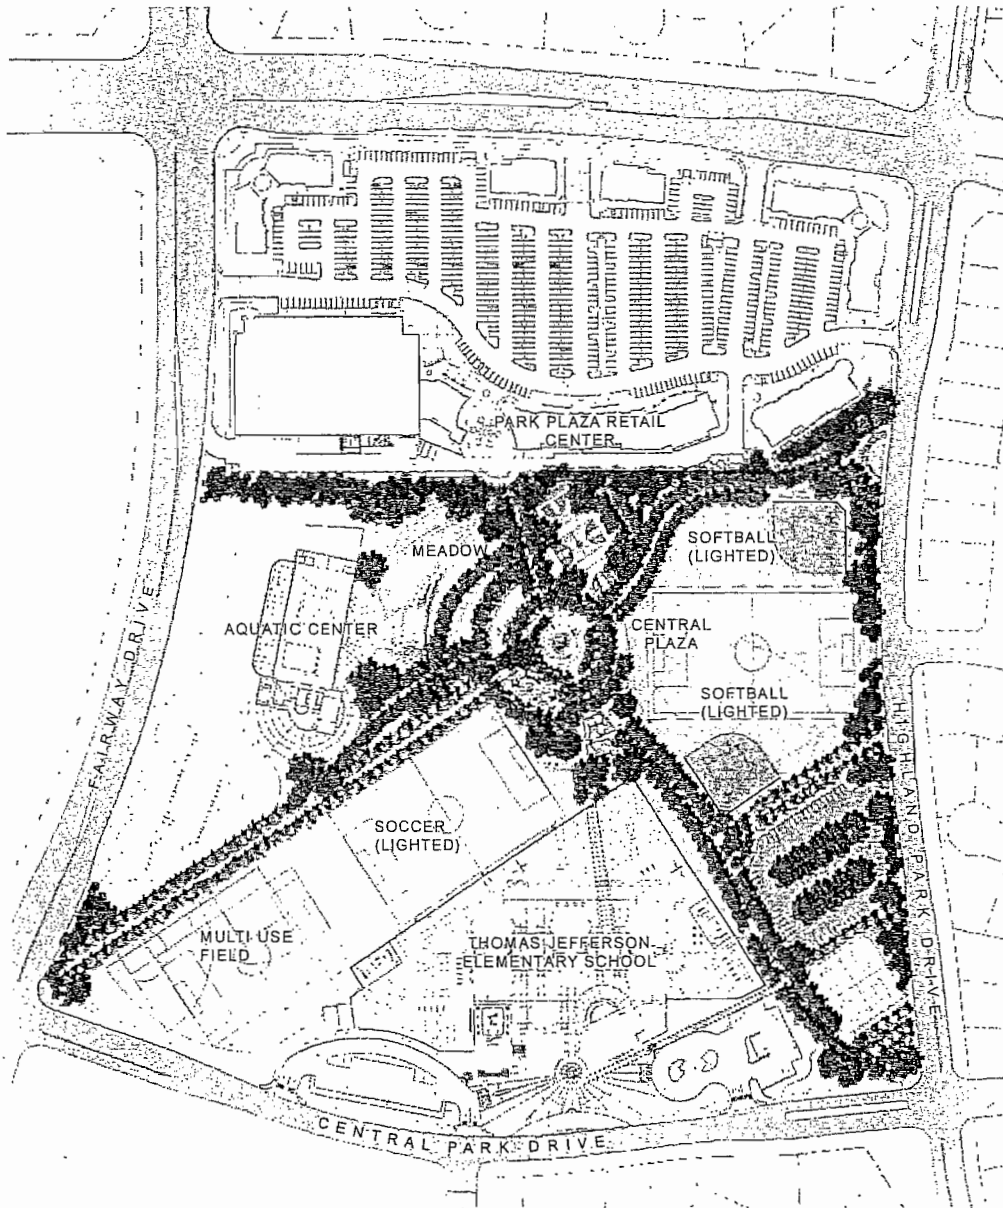 PARK PLAZA RETAIL
CENTER
MEADOW
SOFTBALL
(LIGHTED)
AQUATIC CENTER
CENTRAL
PLAZA
SOFTBALL
(LIGHTED)
FAIRWAY DRIVE
HIGHLAND PARK DRIVE
SOCCER
(LIGHTED)
MULTI USE
FIELD
THOMAS JEFFERSON
ELEMENTARY SCHOOL
CENTRAL PARK DRIVE